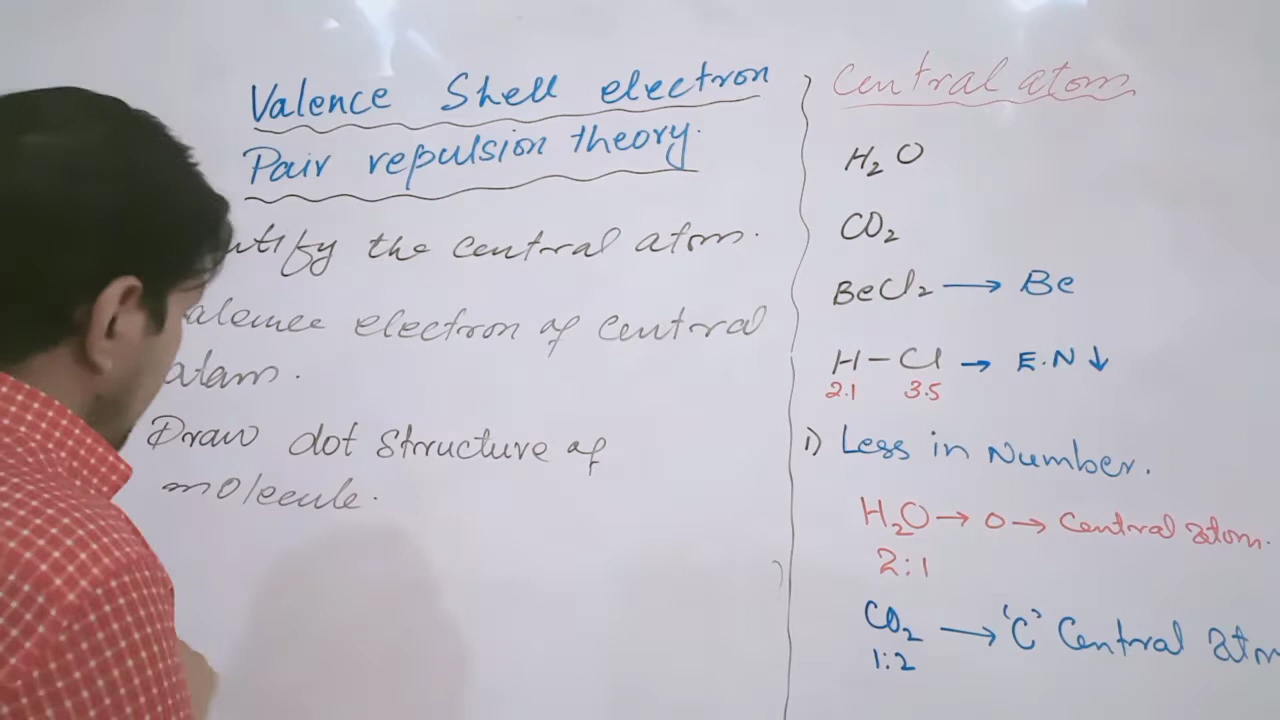 Valence Shell electron
Pair repulsion theory.
the central atom.
electron of central
atom.
Draw dot structure of
molecule.
Central atom
H₂O
CO₂
BeCl₂ → Be
H – Cl → E.N ↓
2.1 3.5
i) Less in Number.
H₂O → O → Central atom.
2:1
CO₂ → 'C' Central
1:2